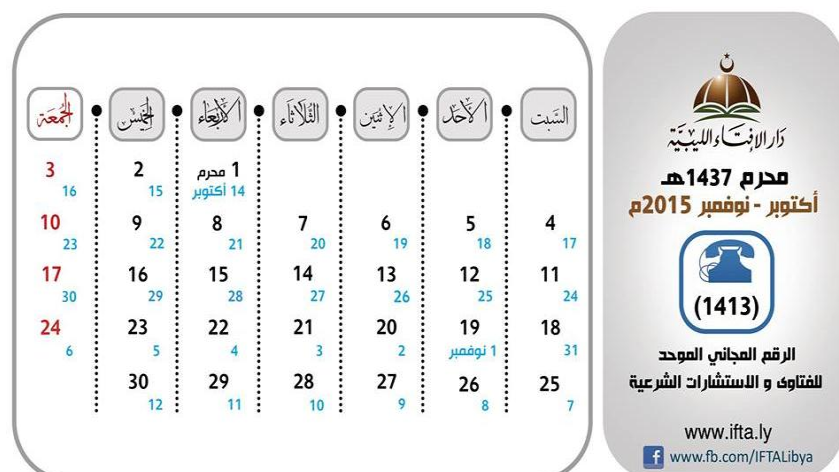 السبت الأحد الإثنين الثلاثاء الأربعاء الخميس الجمعة
1 محرم 2 3
14 أكتوبر 15 16
4 5 6 7 8 9 10
17 18 19 20 21 22 23
11 12 13 14 15 16 17
24 25 26 27 28 29 30
18 19 20 21 22 23 24
31 1 نوفمبر 2 3 4 5 6
25 26 27 28 29 30
7 8 9 10 11 12
دار الإفتاء الليبية
محرم 1437هـ
أكتوبر - نوفمبر 2015م
(1413)
الرقم المجاني الموحد
للفتاوى و الاستشارات الشرعية
www.ifta.ly
f www.fb.com/IFTALibya